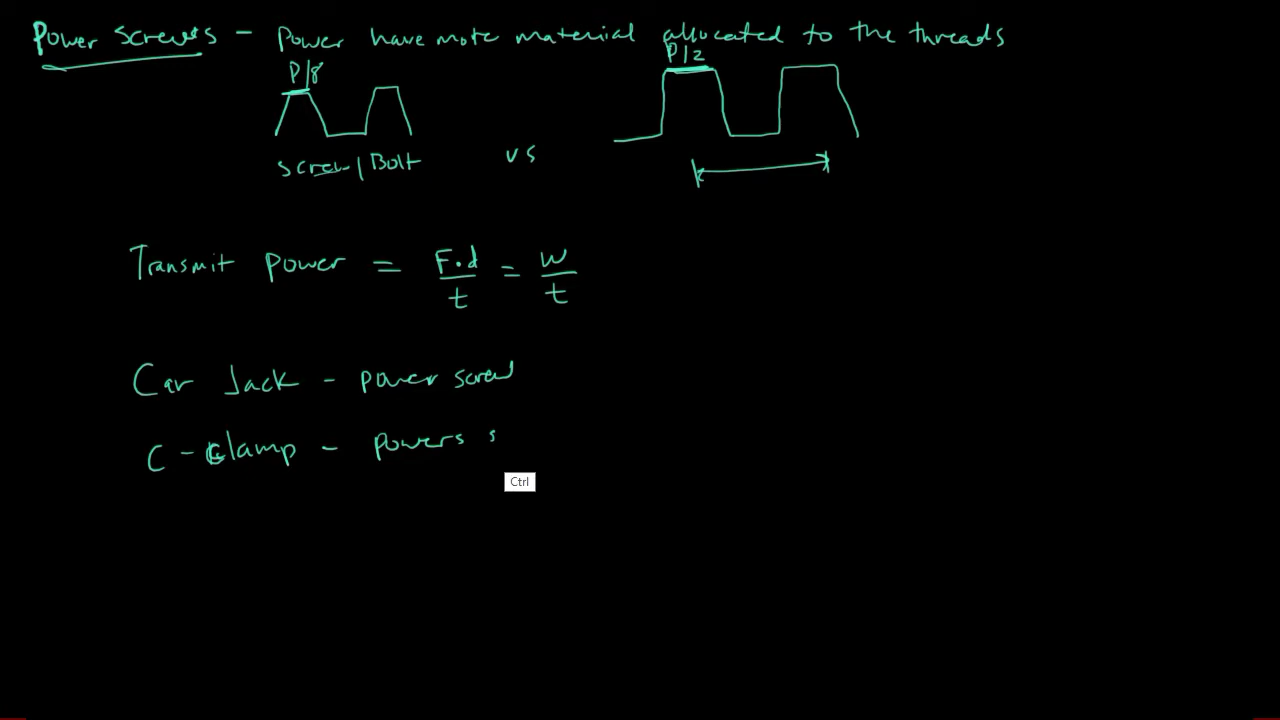 Power screws - Power have more material allocated to the threads
P/8
P/2
screw/Bolt vs
Transmit power = F.d/t = W/t
Car Jack - power screw
C - clamp - powers s
Ctrl